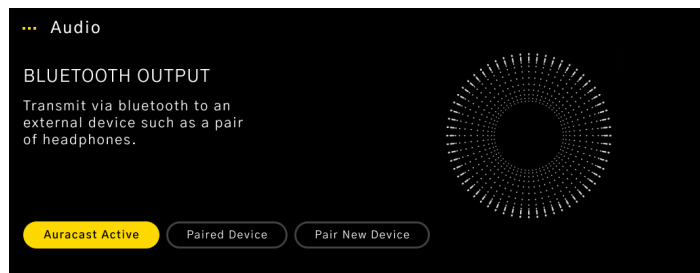 Audio
BLUETOOTH OUTPUT
Transmit via bluetooth to an
external device such as a pair
of headphones.
Auracast Active
Paired Device
Pair New Device